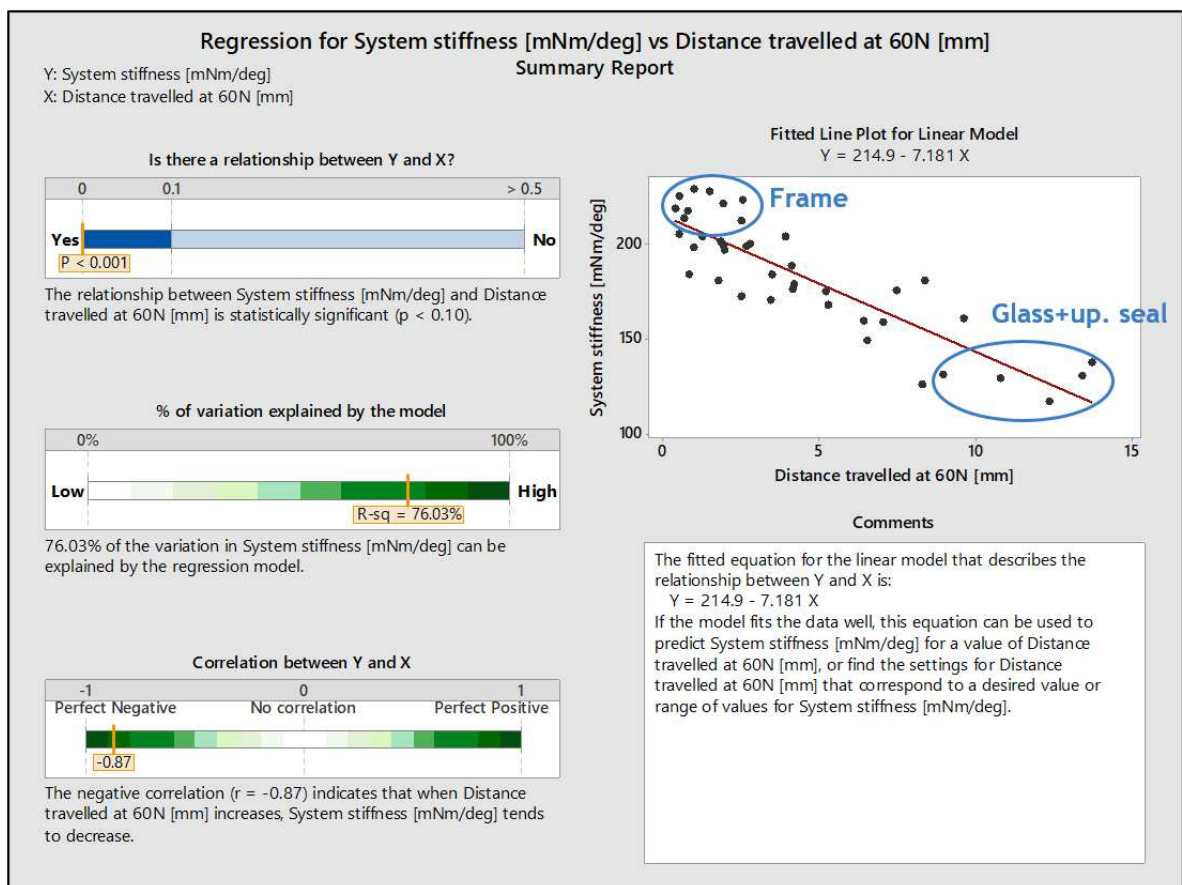 Regression for System stiffness [mNm/deg] vs Distance travelled at 60N [mm]
Summary Report
Y: System stiffness [mNm/deg]
X: Distance travelled at 60N [mm]
Is there a relationship between Y and X?
0 0.1 > 0.5
Yes No
P < 0.001
The relationship between System stiffness [mNm/deg] and Distance
travelled at 60N [mm] is statistically significant (p < 0.10).
% of variation explained by the model
0% 100%
Low High
R-sq = 76.03%
76.03% of the variation in System stiffness [mNm/deg] can be
explained by the regression model.
Correlation between Y and X
-1 0 1
Perfect Negative No correlation Perfect Positive
-0.87
The negative correlation (r = -0.87) indicates that when Distance
travelled at 60N [mm] increases, System stiffness [mNm/deg] tends
to decrease.
Fitted Line Plot for Linear Model
Y = 214.9 - 7.181 X
Frame
Glass+up. seal
System stiffness [mNm/deg]
200
150
100
0 5 10 15
Distance travelled at 60N [mm]
Comments
The fitted equation for the linear model that describes the
relationship between Y and X is:
Y = 214.9 - 7.181 X
If the model fits the data well, this equation can be used to
predict System stiffness [mNm/deg] for a value of Distance
travelled at 60N [mm], or find the settings for Distance
travelled at 60N [mm] that correspond to a desired value or
range of values for System stiffness [mNm/deg].